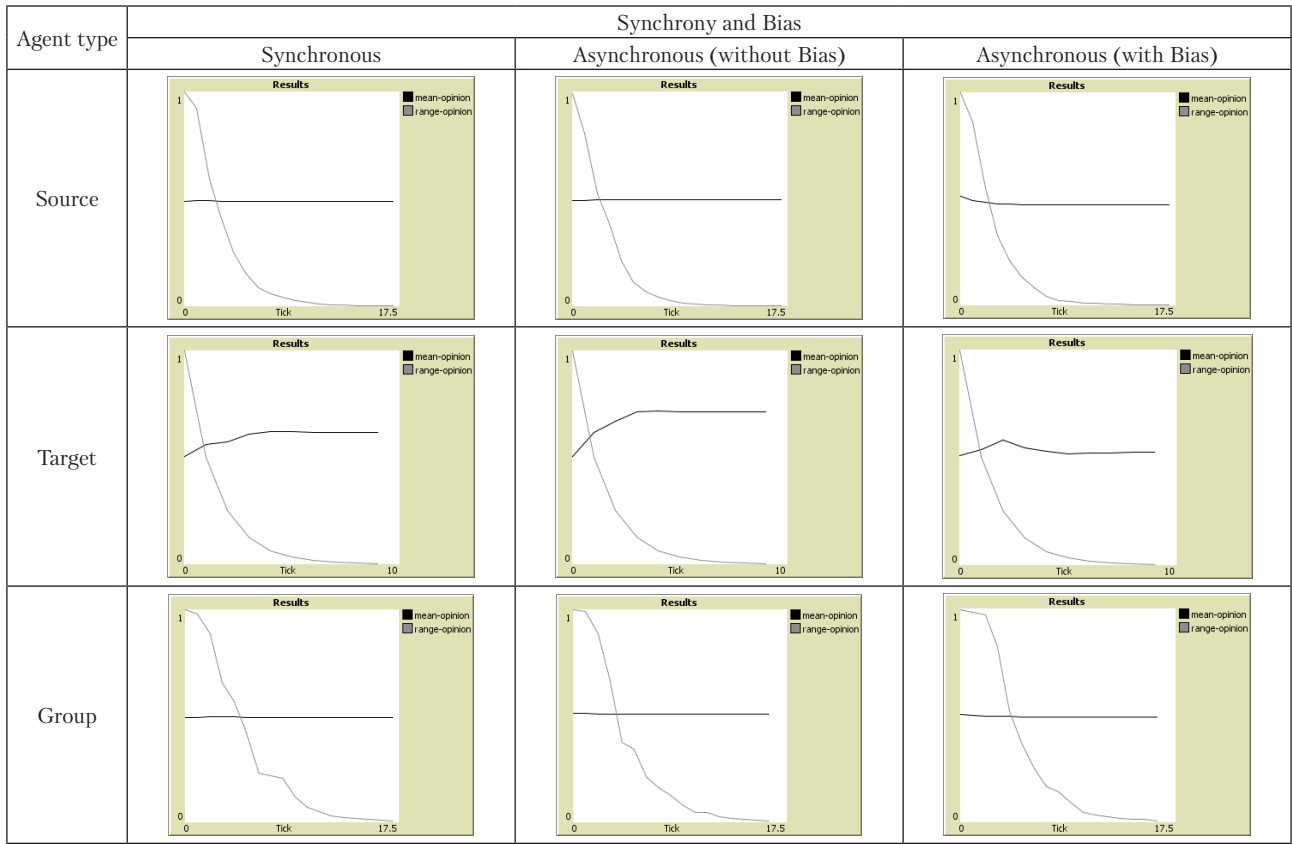 Agent type
Synchrony and Bias
Synchronous
Asynchronous (without Bias)
Asynchronous (with Bias)
Source
Results
1
0
0
Tick
17.5
mean-opinion
range-opinion
Results
1
0
0
Tick
17.5
mean-opinion
range-opinion
Results
1
0
0
Tick
17.5
mean-opinion
range-opinion
Target
Results
1
0
0
Tick
10
mean-opinion
range-opinion
Results
1
0
0
Tick
10
mean-opinion
range-opinion
Results
1
0
0
Tick
10
mean-opinion
range-opinion
Group
Results
1
0
0
Tick
17.5
mean-opinion
range-opinion
Results
1
0
0
Tick
17.5
mean-opinion
range-opinion
Results
1
0
0
Tick
17.5
mean-opinion
range-opinion